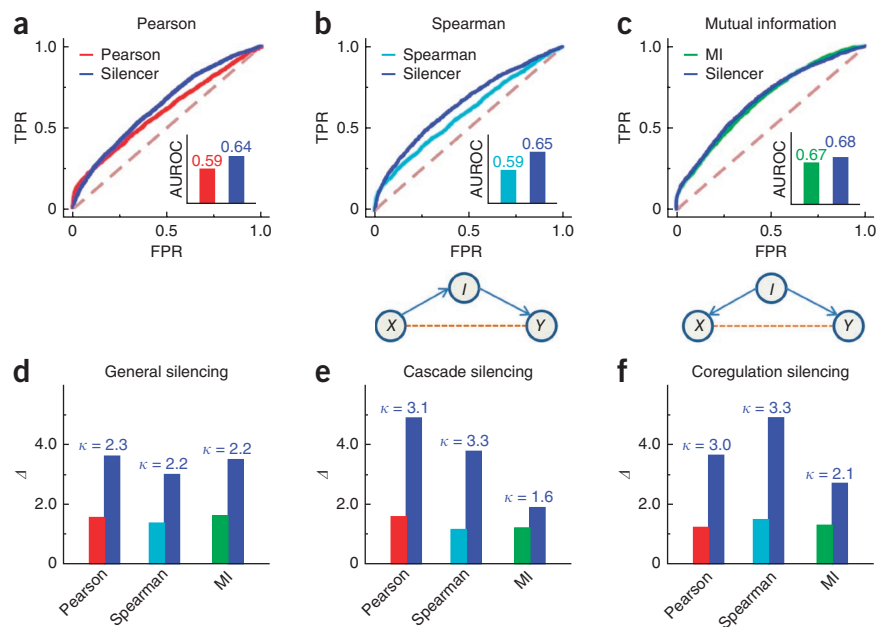 a Pearson
TPR
1.0
0.5
0
Pearson
Silencer
AUROC
0.59
0.64
0 0.5 1.0
FPR
b Spearman
TPR
1.0
0.5
0
Spearman
Silencer
AUROC
0.59
0.65
0 0.5 1.0
FPR
c Mutual information
TPR
1.0
0.5
0
MI
Silencer
AUROC
0.67
0.68
0 0.5 1.0
FPR
I
X
Y
I
X
Y
d General silencing
Δ
4.0
2.0
0
κ = 2.3
κ = 2.2
κ = 2.2
Pearson
Spearman
MI
e Cascade silencing
Δ
4.0
2.0
0
κ = 3.1
κ = 3.3
κ = 1.6
Pearson
Spearman
MI
f Coregulation silencing
Δ
4.0
2.0
0
κ = 3.0
κ = 3.3
κ = 2.1
Pearson
Spearman
MI